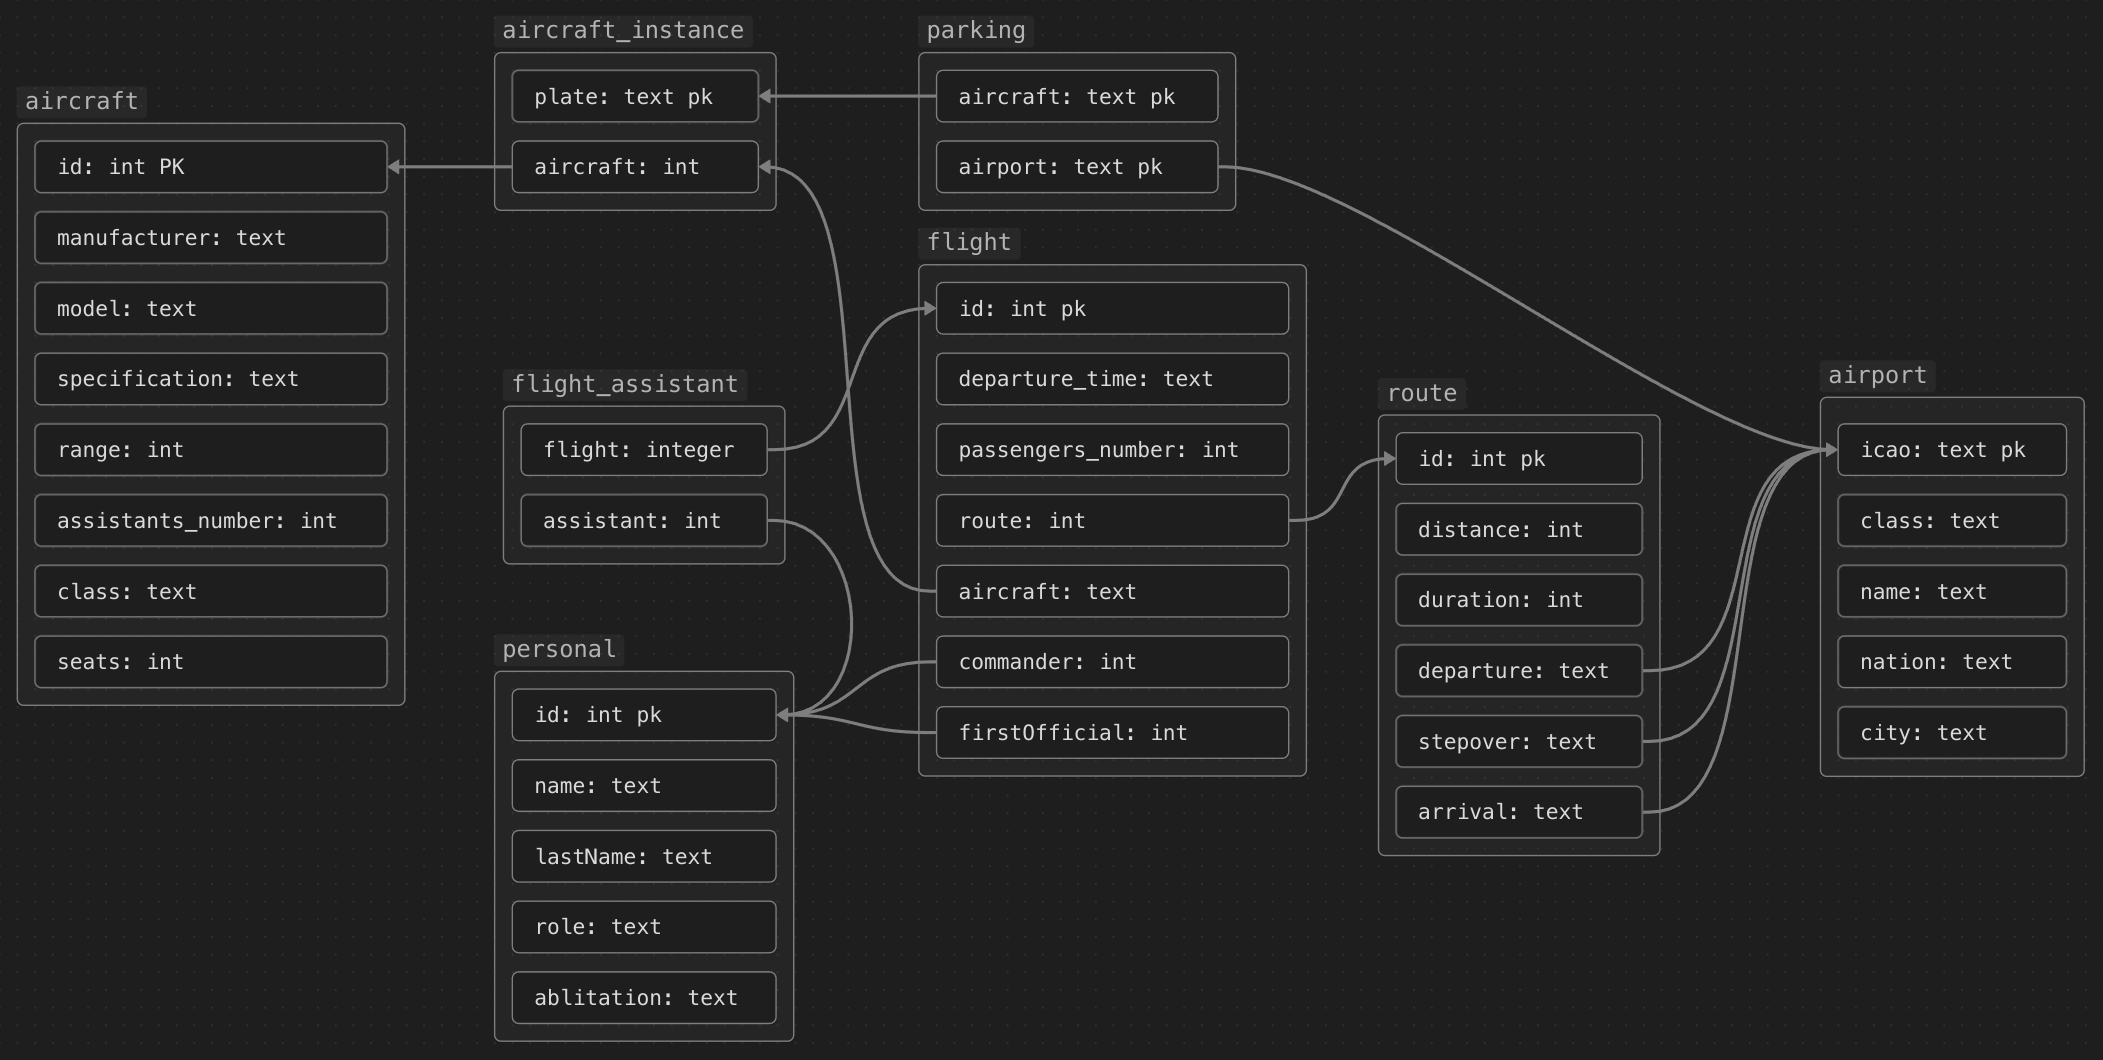 aircraft
id: int PK
manufacturer: text
model: text
specification: text
range: int
assistants_number: int
class: text
seats: int
aircraft_instance
plate: text pk
aircraft: int
parking
aircraft: text pk
airport: text pk
flight_assistant
flight: integer
assistant: int
personal
id: int pk
name: text
lastName: text
role: text
ablitation: text
flight
id: int pk
departure_time: text
passengers_number: int
route: int
aircraft: text
commander: int
firstOfficial: int
route
id: int pk
distance: int
duration: int
departure: text
stepover: text
arrival: text
airport
icao: text pk
class: text
name: text
nation: text
city: text